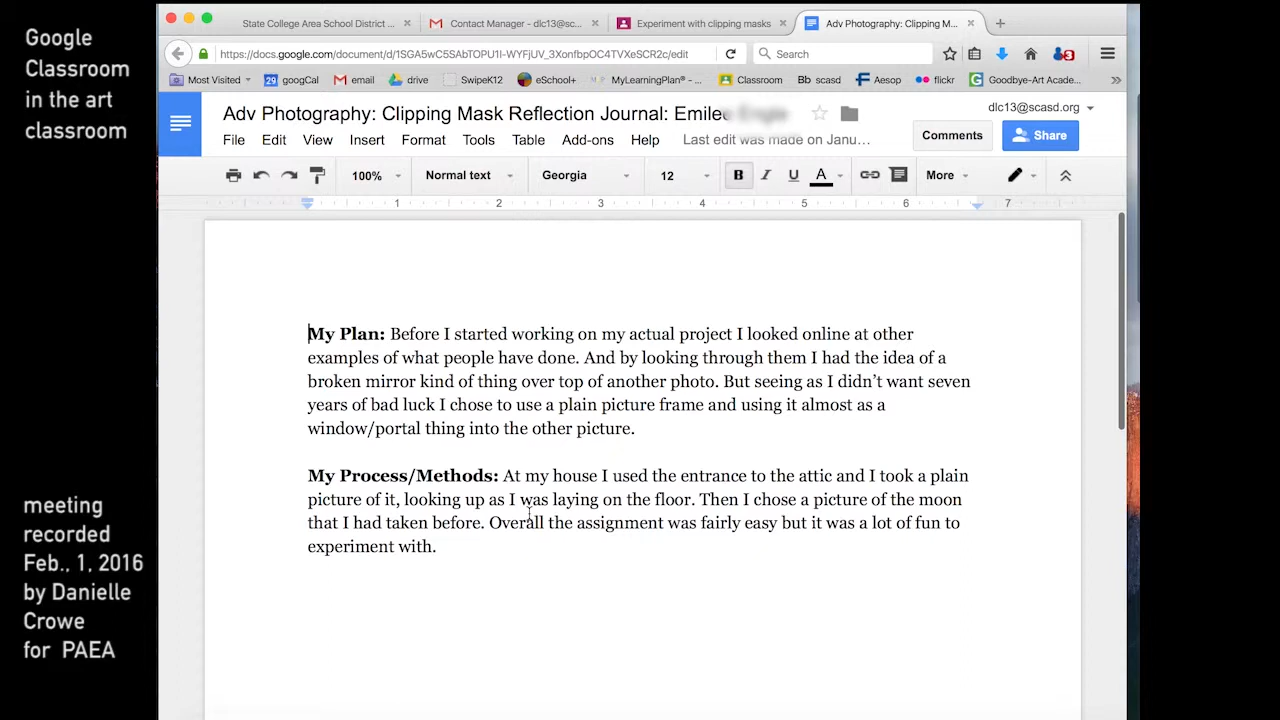 Google
Classroom
in the art
classroom
meeting
recorded
Feb., 1, 2016
by Danielle
Crowe
for PAEA
State College Area School District ...
Contact Manager - dlc13@sc...
Experiment with clipping masks
Adv Photography: Clipping M...
https://docs.google.com/document/d/1SGA5wC5SAbTOPU1I-WYFjUV_3XonfbpOC4TVXeSCR2c/edit
Search
Most Visited
29 googCal
email
drive
SwipeK12
eSchool+
MyLearningPlan® - ...
Classroom
Bb scasd
Aesop
flickr
Goodbye-Art Acade...
Adv Photography: Clipping Mask Reflection Journal: Emilee
dlc13@scasd.org
File Edit View Insert Format Tools Table Add-ons Help Last edit was made on Janu...
Comments
Share
100% Normal text Georgia 12 B I U A More
1 2 3 4 5 6 7
My Plan: Before I started working on my actual project I looked online at other
examples of what people have done. And by looking through them I had the idea of a
broken mirror kind of thing over top of another photo. But seeing as I didn’t want seven
years of bad luck I chose to use a plain picture frame and using it almost as a
window/portal thing into the other picture.
My Process/Methods: At my house I used the entrance to the attic and I took a plain
picture of it, looking up as I was laying on the floor. Then I chose a picture of the moon
that I had taken before. Overall the assignment was fairly easy but it was a lot of fun to
experiment with.